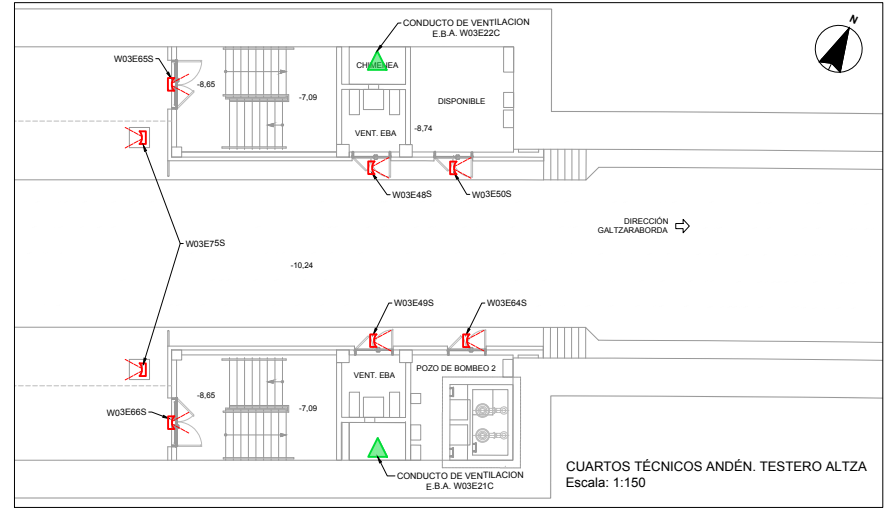 CONDUCTO DE VENTILACION
E.B.A. W03E22C
N
W03E65S
CHIMENEA
-8,65
-7,09
DISPONIBLE
-8,74
VENT. EBA
W03E48S
W03E50S
DIRECCIÓN
GALTZARABORDA
W03E75S
-10,24
W03E49S
W03E64S
VENT. EBA
POZO DE BOMBEO 2
-8,65
-7,09
W03E66S
CONDUCTO DE VENTILACION
E.B.A. W03E21C
CUARTOS TÉCNICOS ANDÉN. TESTERO ALTZA
Escala: 1:150